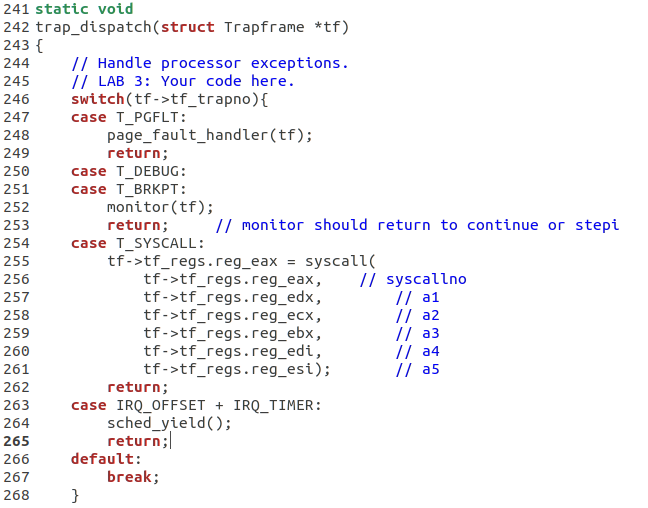 241 static void
242 trap_dispatch(struct Trapframe *tf)
243 {
244     // Handle processor exceptions.
245     // LAB 3: Your code here.
246     switch(tf->tf_trapno){
247     case T_PGFLT:
248         page_fault_handler(tf);
249         return;
250     case T_DEBUG:
251     case T_BRKPT:
252         monitor(tf);
253         return;     // monitor should return to continue or stepi
254     case T_SYSCALL:
255         tf->tf_regs.reg_eax = syscall(
256             tf->tf_regs.reg_eax,    // syscallno
257             tf->tf_regs.reg_edx,        // a1
258             tf->tf_regs.reg_ecx,        // a2
259             tf->tf_regs.reg_ebx,        // a3
260             tf->tf_regs.reg_edi,        // a4
261             tf->tf_regs.reg_esi);       // a5
262         return;
263     case IRQ_OFFSET + IRQ_TIMER:
264         sched_yield();
265         return;
266     default:
267         break;
268     }